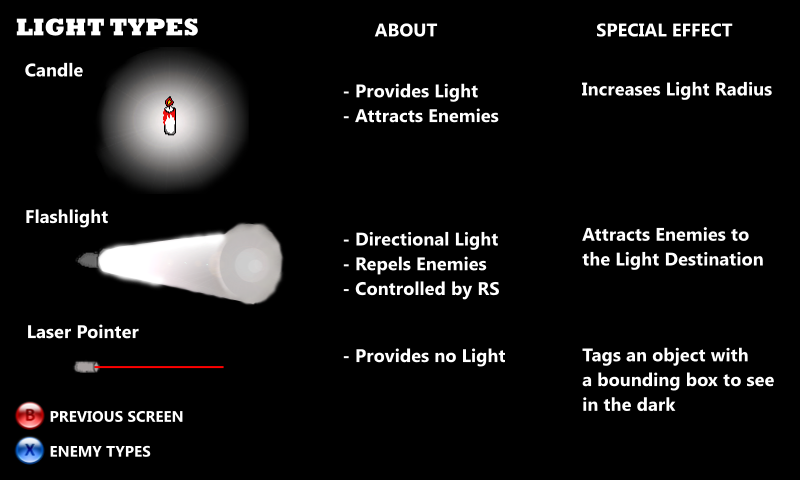 LIGHT TYPES
ABOUT
SPECIAL EFFECT
Candle
- Provides Light
- Attracts Enemies
Increases Light Radius
Flashlight
- Directional Light
- Repels Enemies
- Controlled by RS
Attracts Enemies to
the Light Destination
Laser Pointer
- Provides no Light
Tags an object with
a bounding box to see
in the dark
B PREVIOUS SCREEN
X ENEMY TYPES